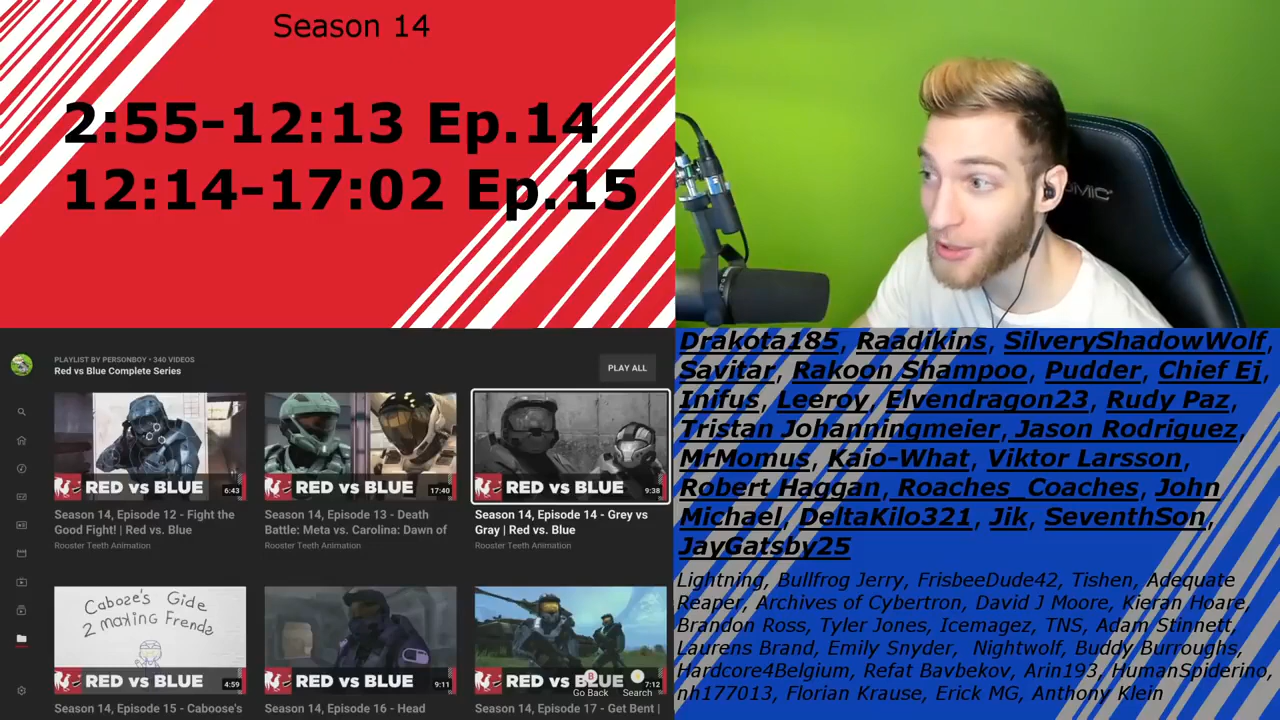 Season 14
2:55-12:13 Ep.14
12:14-17:02 Ep.15
OMIC
PLAYLIST BY PERSONBOY • 340 VIDEOS
Red vs Blue Complete Series
PLAY ALL
RED vs BLUE
6:43
RED vs BLUE
17:40
RED vs BLUE
9:38
Season 14, Episode 12 - Fight the
Good Fight! | Red vs. Blue
Rooster Teeth Animation
Season 14, Episode 13 - Death
Battle: Meta vs. Carolina: Dawn of
Rooster Teeth Animation
Season 14, Episode 14 - Grey vs
Gray | Red vs. Blue
Rooster Teeth Animation
Caboze's Gide
2 making Frends
RED vs BLUE
4:59
RED vs BLUE
9:11
RED vs BLUE
7:12
B
Go Back
Search
Season 14, Episode 15 - Caboose's
Season 14, Episode 16 - Head
Season 14, Episode 17 - Get Bent |
Drakota185, Raadikins, SilveryShadowWolf,
Savitar, Rakoon Shampoo, Pudder, Chief Ej,
Inifus, Leeroy, Elvendragon23, Rudy Paz,
Tristan Johanningmeier, Jason Rodriguez,
MrMomus, Kaio-What, Viktor Larsson,
Robert Haggan, Roaches_Coaches, John
Michael, DeltaKilo321, Jik, SeventhSon,
JayGatsby25
Lightning, Bullfrog Jerry, FrisbeeDude42, Tishen, Adequate
Reaper, Archives of Cybertron, David J Moore, Kieran Hoare,
Brandon Ross, Tyler Jones, Icemagez, TNS, Adam Stinnett,
Laurens Brand, Emily Snyder, Nightwolf, Buddy Burroughs,
Hardcore4Belgium, Refat Bavbekov, Arin193, HumanSpiderino,
nh177013, Florian Krause, Erick MG, Anthony Klein